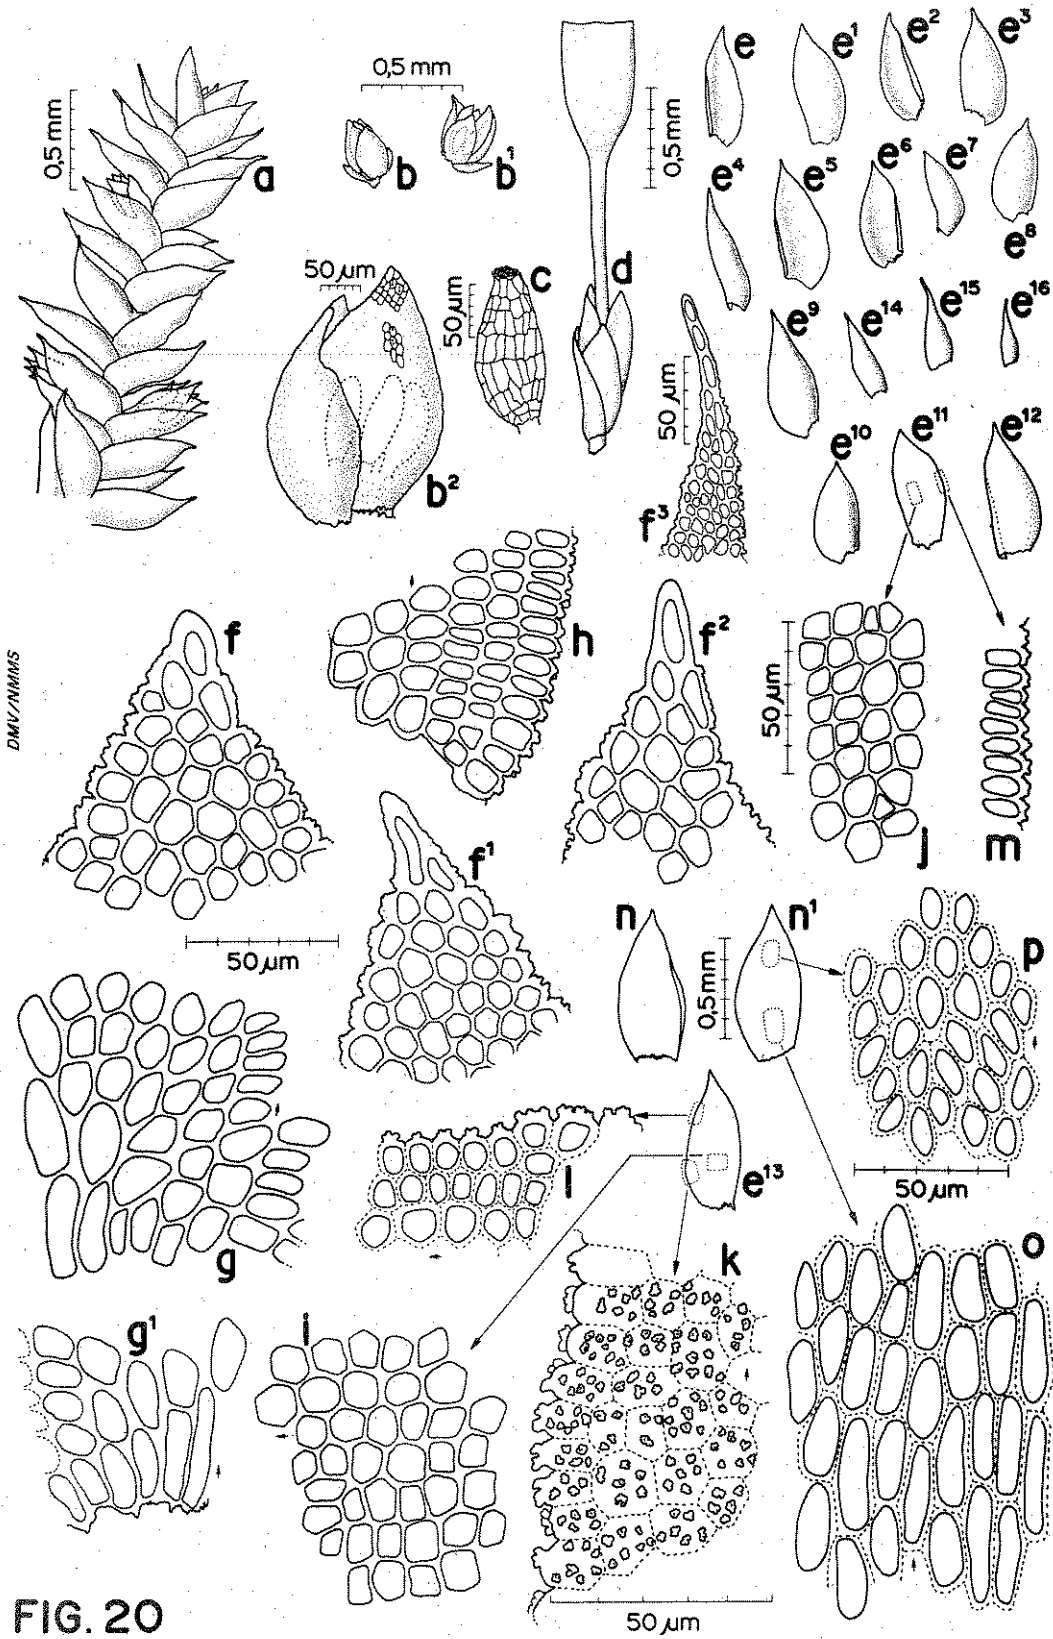 0,5 mm
a
0,5 mm
b
b¹
50 µm
b²
50 µm
c
d
0,5 mm
e
e¹
e²
e³
e⁴
e⁵
e⁶
e⁷
e⁸
e⁹
e¹⁴
e¹⁵
e¹⁶
e¹⁰
e¹¹
e¹²
50 µm
f³
DMV/NMMS
f
h
f²
50 µm
j
m
f¹
50 µm
n
n¹
0,5 mm
p
50 µm
g
l
e¹³
g¹
i
k
o
50 µm
FIG. 20